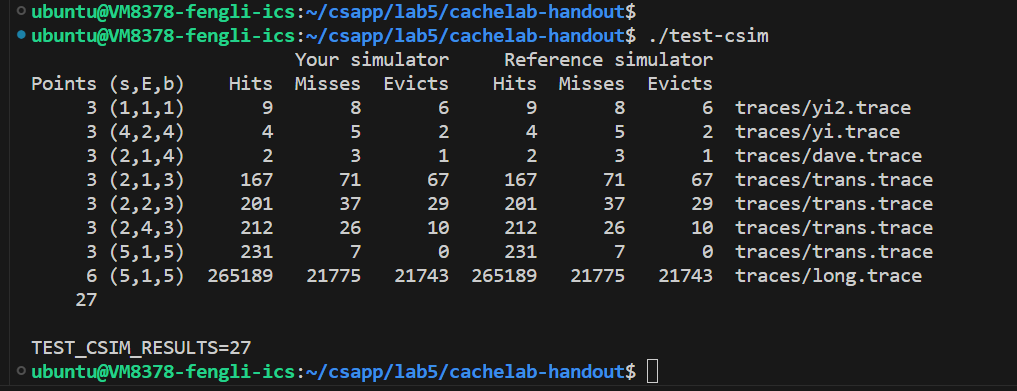 ubuntu@VM8378-fengli-ics:~/csapp/lab5/cachelab-handout$
ubuntu@VM8378-fengli-ics:~/csapp/lab5/cachelab-handout$ ./test-csim
                        Your simulator     Reference simulator
Points (s,E,b)    Hits  Misses  Evicts    Hits  Misses  Evicts
     3 (1,1,1)       9       8       6       9       8       6  traces/yi2.trace
     3 (4,2,4)       4       5       2       4       5       2  traces/yi.trace
     3 (2,1,4)       2       3       1       2       3       1  traces/dave.trace
     3 (2,1,3)     167      71      67     167      71      67  traces/trans.trace
     3 (2,2,3)     201      37      29     201      37      29  traces/trans.trace
     3 (2,4,3)     212      26      10     212      26      10  traces/trans.trace
     3 (5,1,5)     231       7       0     231       7       0  traces/trans.trace
     6 (5,1,5)  265189   21775   21743  265189   21775   21743  traces/long.trace
    27

TEST_CSIM_RESULTS=27
ubuntu@VM8378-fengli-ics:~/csapp/lab5/cachelab-handout$